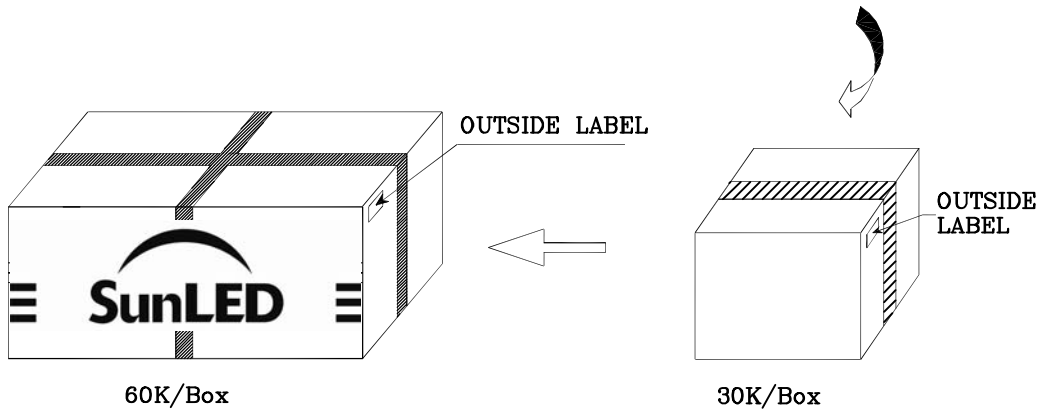 OUTSIDE LABEL
OUTSIDE
LABEL
SunLED
60K/Box
30K/Box